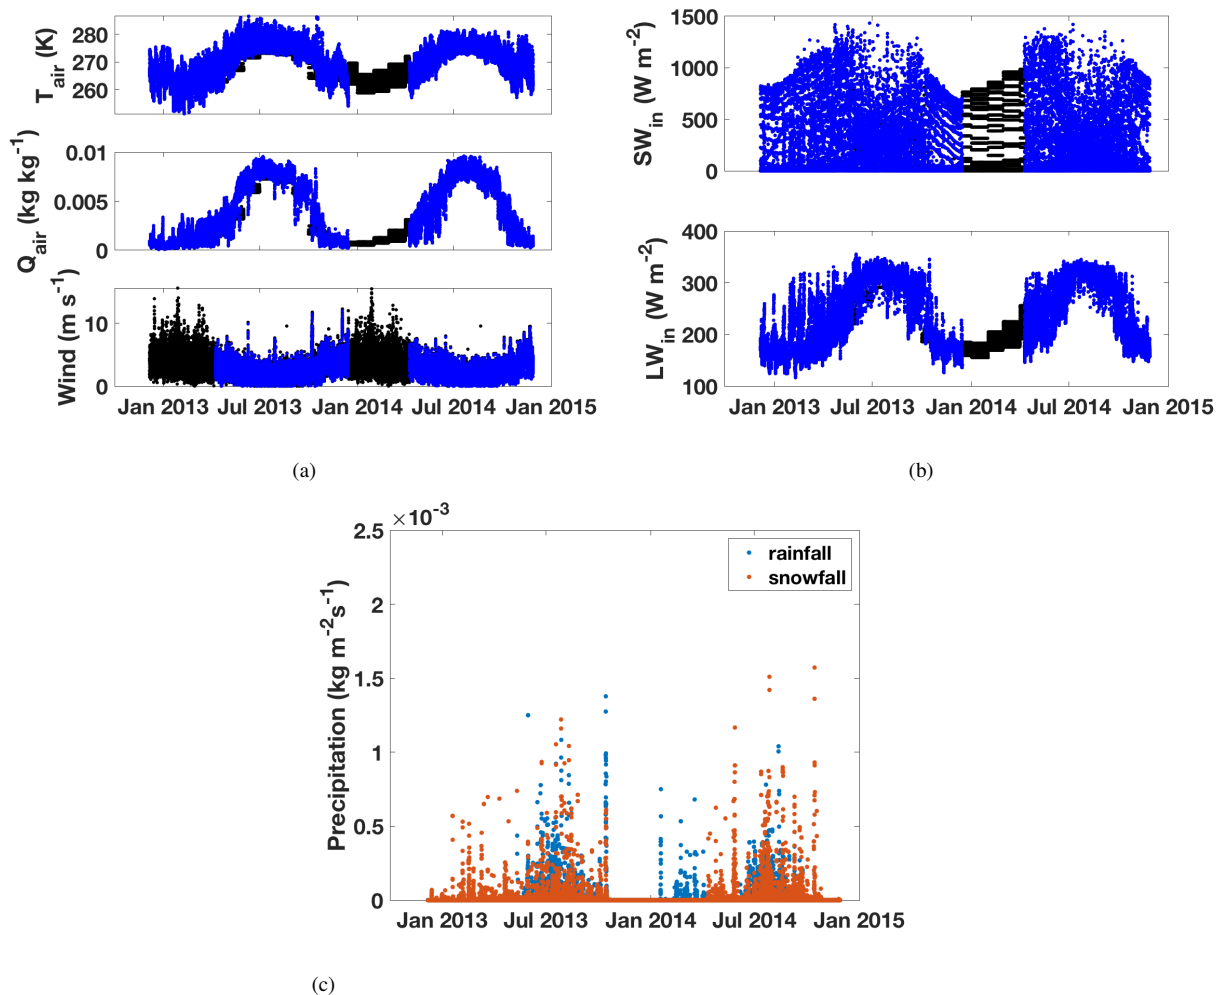 280
270
260
T_air (K)
0.01
0.005
0
Q_air (kg kg^-1)
10
0
Wind (m s^-1)
Jan 2013 Jul 2013 Jan 2014 Jul 2014 Jan 2015
(a)
1500
1000
500
0
SW_in (W m^-2)
400
300
200
100
LW_in (W m^-2)
Jan 2013 Jul 2013 Jan 2014 Jul 2014 Jan 2015
(b)
×10^-3
2.5
2
1.5
1
0.5
0
Precipitation (kg m^-2s^-1)
rainfall
snowfall
Jan 2013 Jul 2013 Jan 2014 Jul 2014 Jan 2015
(c)